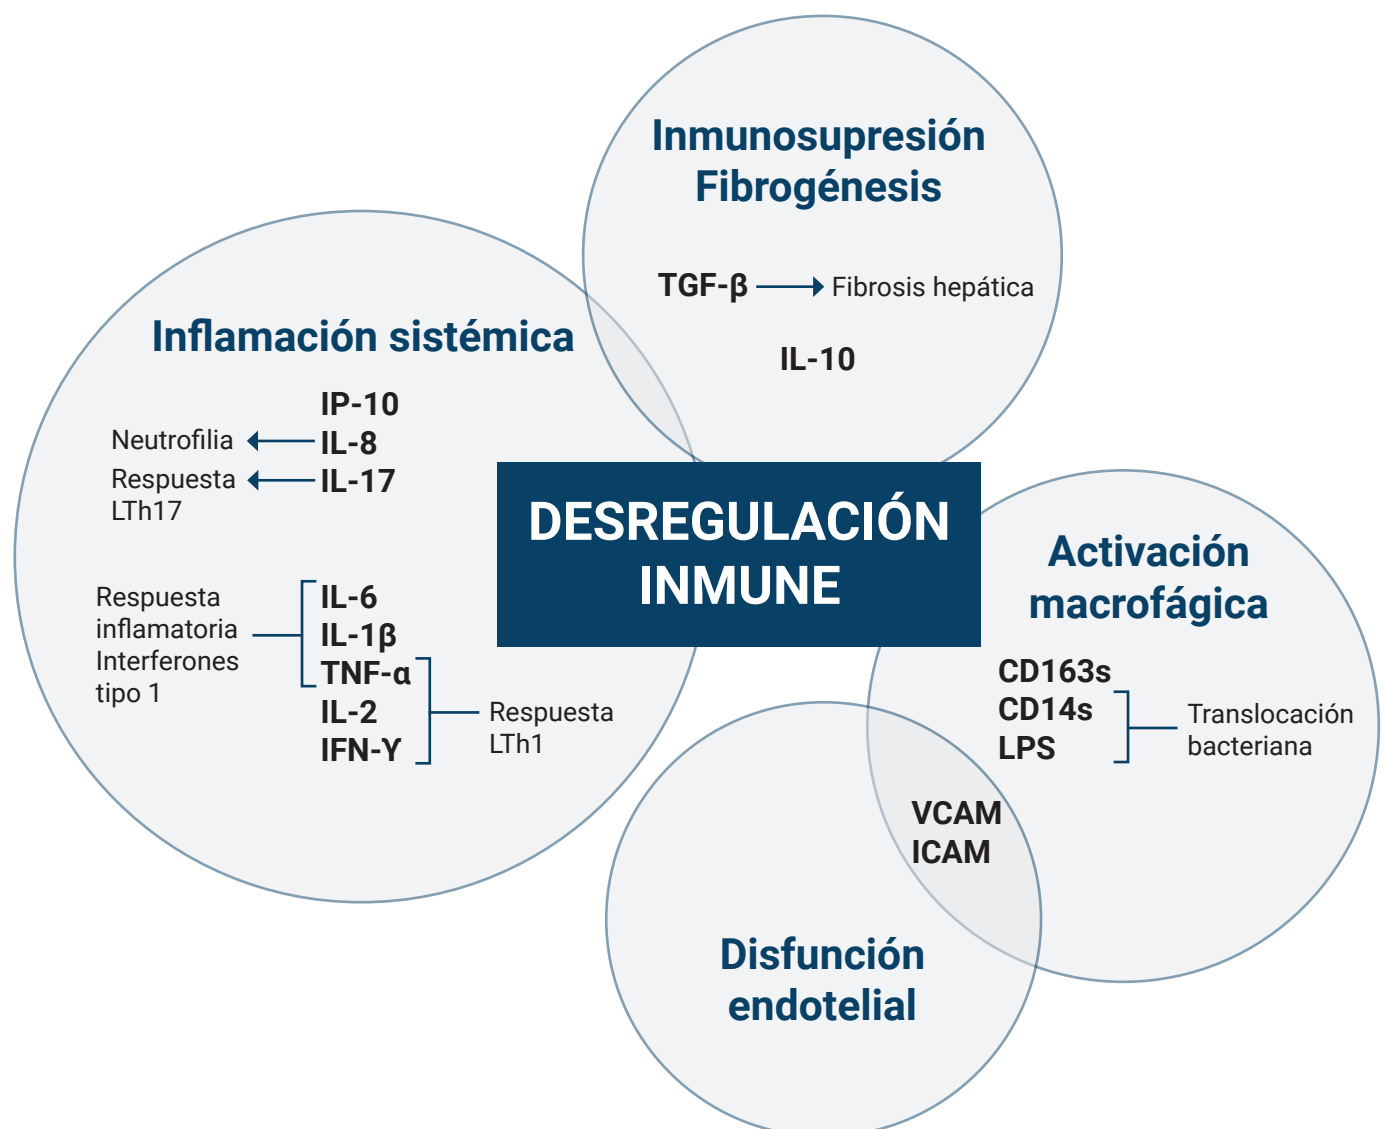 Inmunosupresión
Fibrogénesis
TGF-β
Fibrosis hepática
IL-10
Inflamación sistémica
IP-10
Neutrofilia
IL-8
Respuesta
LTh17
IL-17
Respuesta
inflamatoria
Interferones
tipo 1
IL-6
IL-1β
TNF-α
IL-2
IFN-ϒ
Respuesta
LTh1
DESREGULACIÓN
INMUNE
Activación
macrofágica
CD163s
CD14s
LPS
Translocación
bacteriana
VCAM
ICAM
Disfunción
endotelial